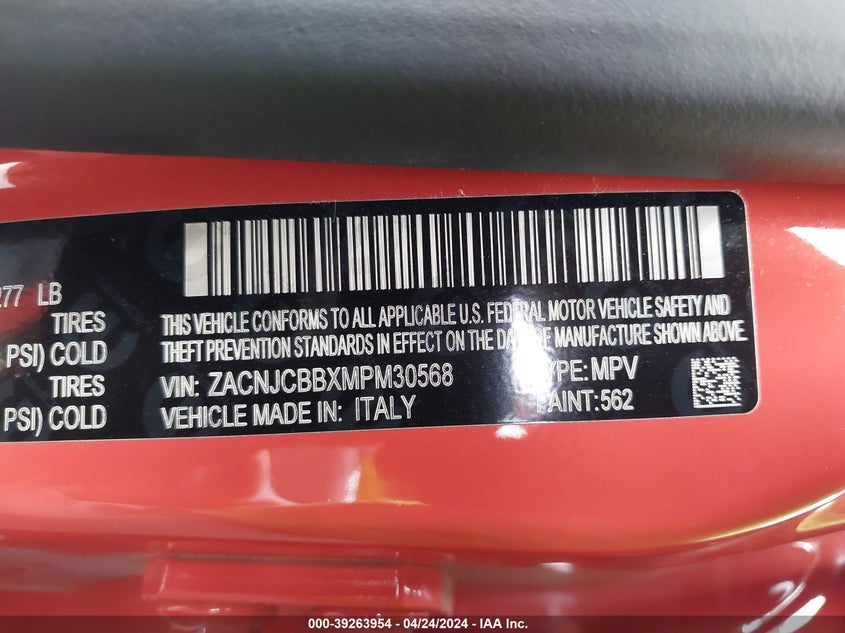 277 LB
TIRES
PSI) COLD
TIRES
PSI) COLD
THIS VEHICLE CONFORMS TO ALL APPLICABLE U.S. FEDERAL MOTOR VEHICLE SAFETY AND
THEFT PREVENTION STANDARDS IN EFFECT ON THE DATE OF MANUFACTURE SHOWN ABOVE
VIN: ZACNJCBBXMPM30568 TYPE: MPV
VEHICLE MADE IN: ITALY PAINT:562
000-39263954 / 04/24/2024 - IAA Inc.